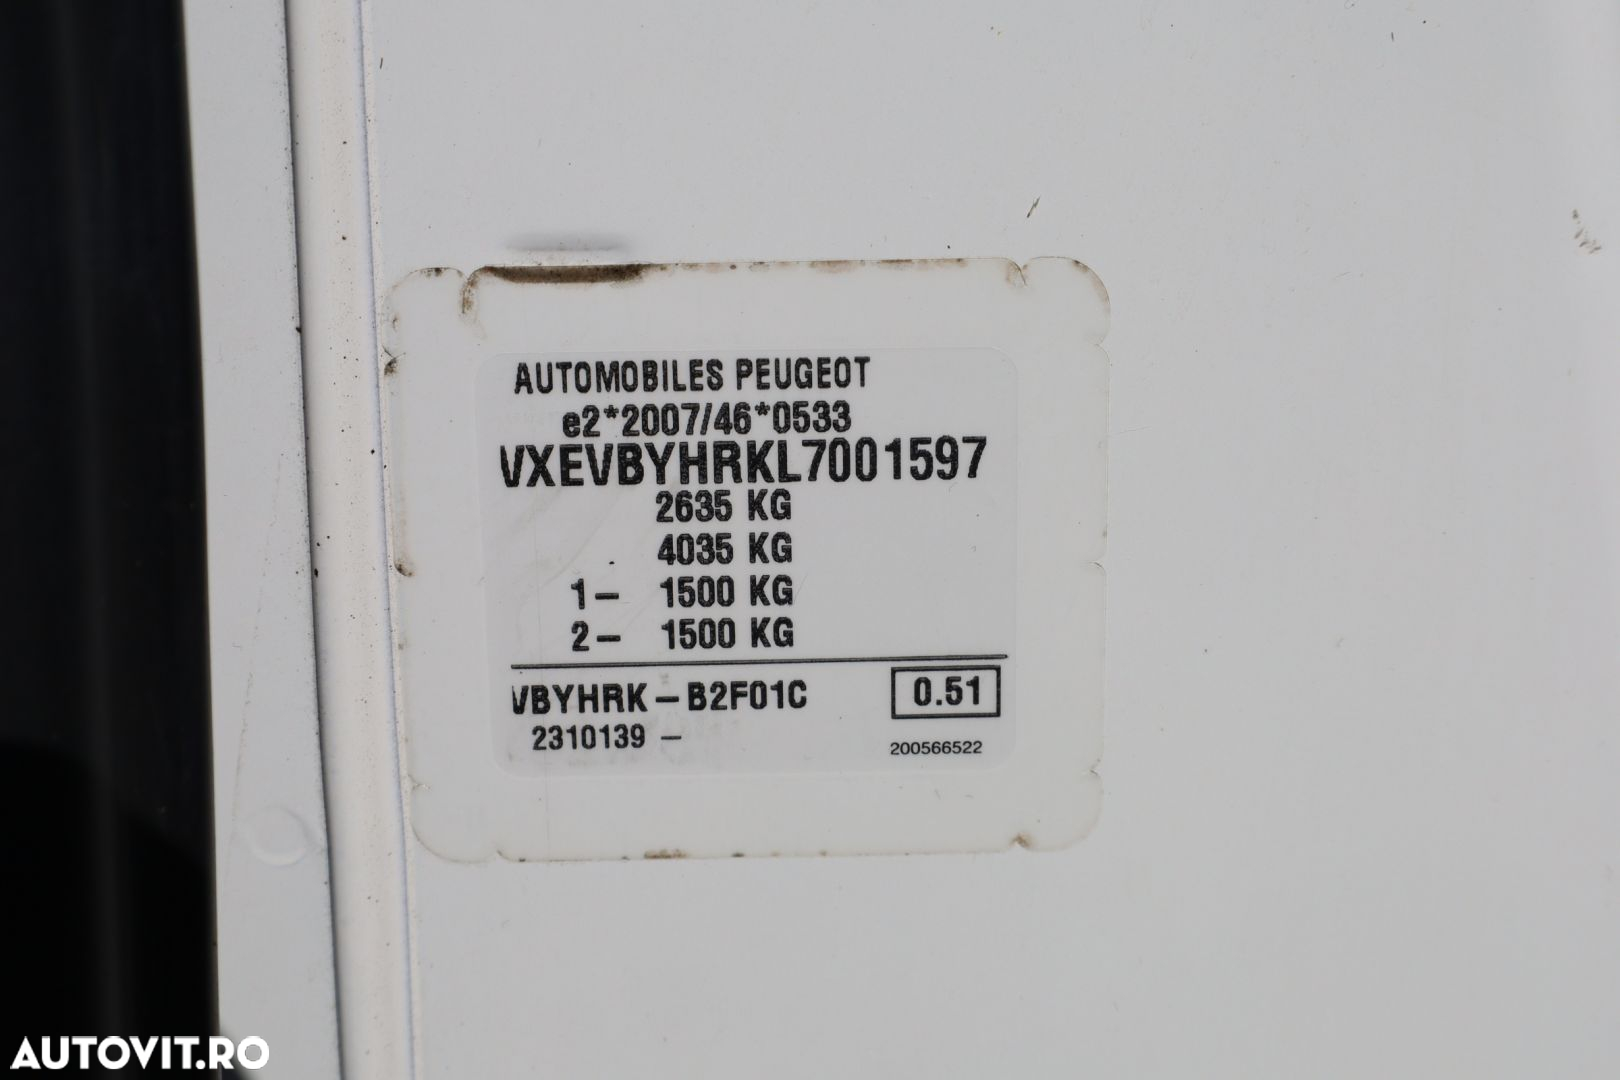 AUTOMOBILES PEUGEOT
e2*2007/46*0533
VXEVBYHRKL7001597
2635 KG
4035 KG
1- 1500 KG
2- 1500 KG
VBYHRK-B2F01C 0.51
2310139 - 200566522
AUTOVIT.RO